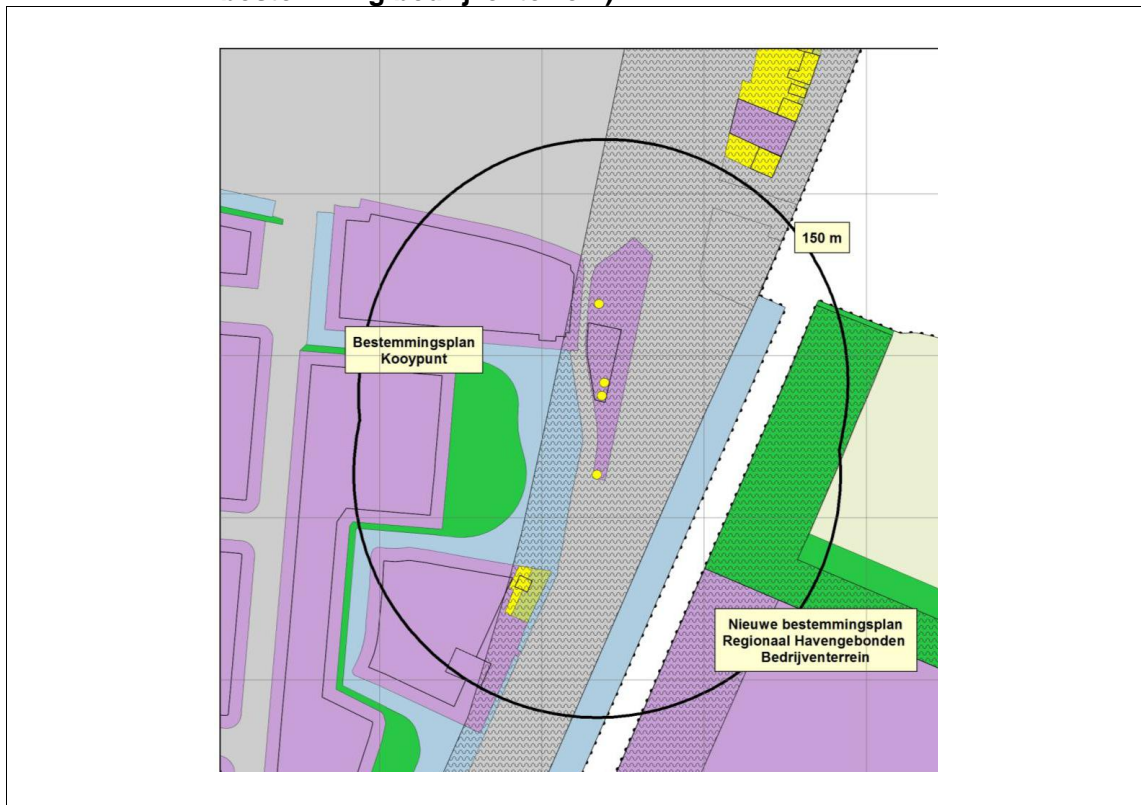 150 m
Bestemmingsplan
Kooypunt
Nieuwe bestemmingsplan
Regionaal Havengebonden
Bedrijventerrein